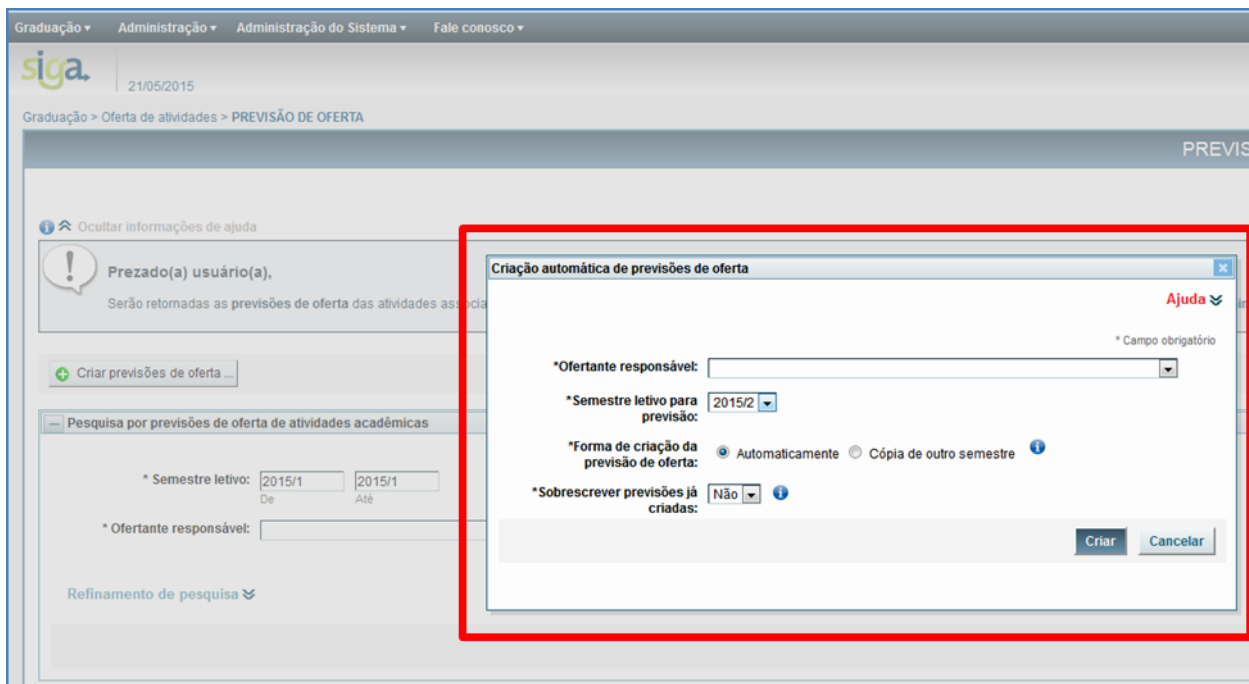 Graduação Administração Administração do Sistema Fale conosco
siga
21/05/2015
Graduação > Oferta de atividades > PREVISÃO DE OFERTA
PREVIS
Ocultar informações de ajuda
Prezado(a) usuário(a),
Serão retornadas as previsões de oferta das atividades associa
Criar previsões de oferta ...
Pesquisa por previsões de oferta de atividades acadêmicas
* Semestre letivo: 2015/1 2015/1
De Até
* Ofertante responsável:
Refinamento de pesquisa
Criação automática de previsões de oferta
Ajuda
* Campo obrigatório
*Ofertante responsável:
*Semestre letivo para
previsão: 2015/2
*Forma de criação da
previsão de oferta: Automaticamente Cópia de outro semestre
*Sobrescrever previsões já
criadas: Não
Criar Cancelar